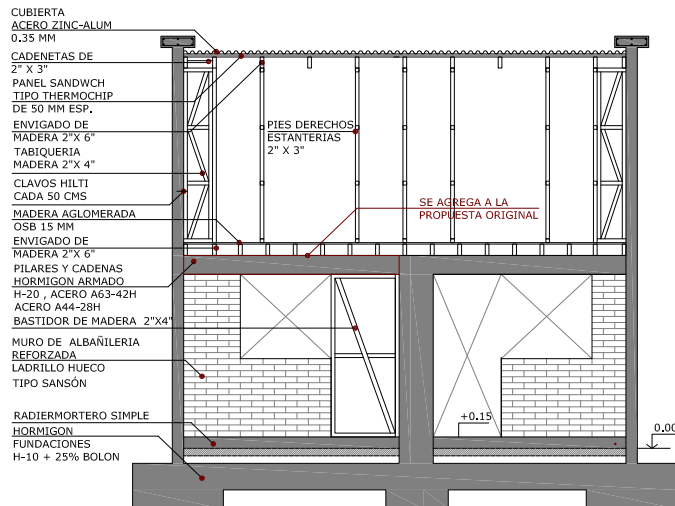 CUBIERTA
ACERO ZINC-ALUM
0.35 MM
CADENETAS DE
2" X 3"
PANEL SANDWCH
TIPO THERMOCHIP
DE 50 MM ESP.
ENVIGADO DE
MADERA 2"X 6"
TABIQUERIA
MADERA 2"X 4"
CLAVOS HILTI
CADA 50 CMS
MADERA AGLOMERADA
OSB 15 MM
ENVIGADO DE
MADERA 2"X 6"
PILARES Y CADENAS
HORMIGON ARMADO
H-20 , ACERO A63-42H
ACERO A44-28H
BASTIDOR DE MADERA 2"X4"
MURO DE ALBAÑILERIA
REFORZADA
LADRILLO HUECO
TIPO SANSÓN
RADIERMORTERO SIMPLE
HORMIGON
FUNDACIONES
H-10 + 25% BOLON
PIES DERECHOS
ESTANTERIAS
2" X 3"
SE AGREGA A LA
PROPUESTA ORIGINAL
+0.15